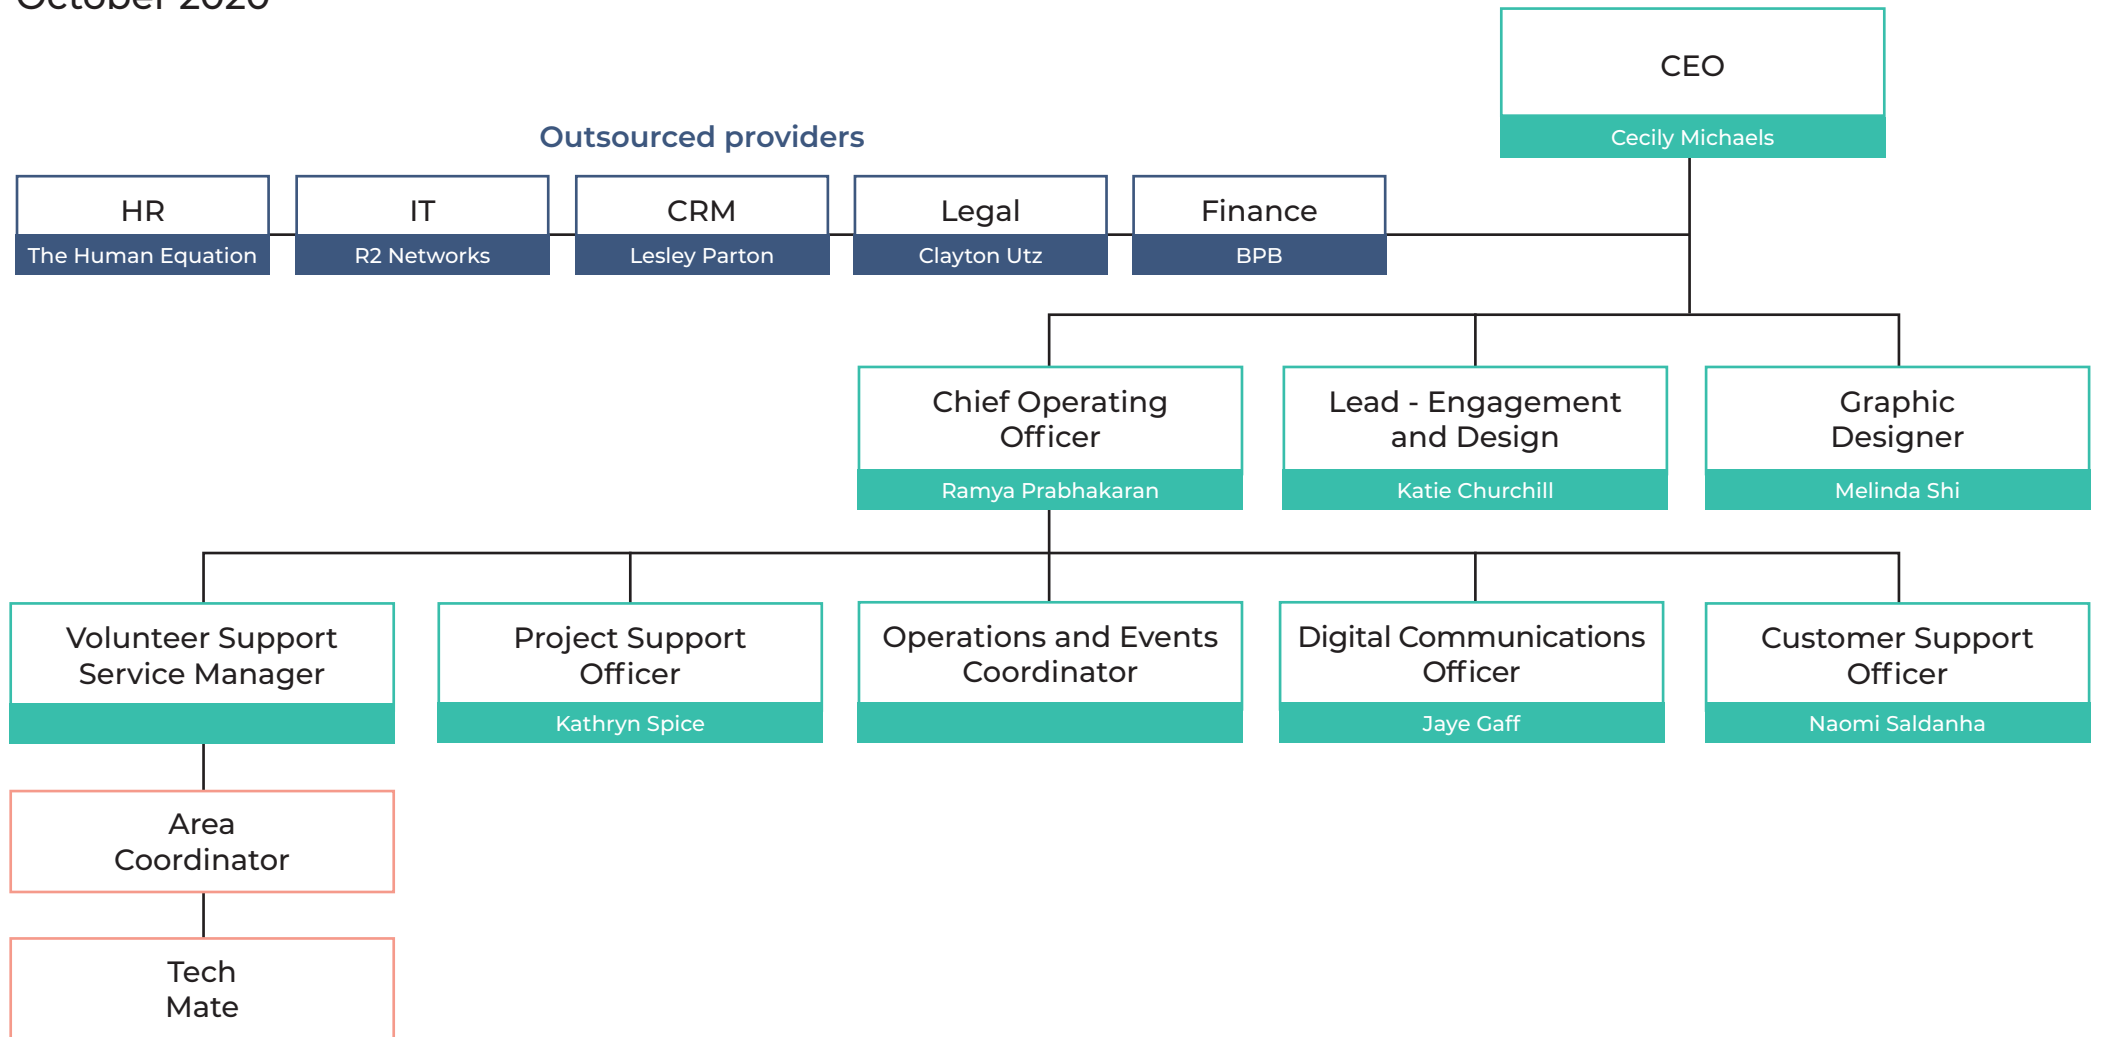 October 2020
CEO
Cecily Michaels
Outsourced providers
HR
The Human Equation
IT
R2 Networks
CRM
Lesley Parton
Legal
Clayton Utz
Finance
BPB
Chief Operating
Officer
Ramya Prabhakaran
Lead - Engagement
and Design
Katie Churchill
Graphic
Designer
Melinda Shi
Volunteer Support
Service Manager
Project Support
Officer
Kathryn Spice
Operations and Events
Coordinator
Digital Communications
Officer
Jaye Gaff
Customer Support
Officer
Naomi Saldanha
Area
Coordinator
Tech
Mate